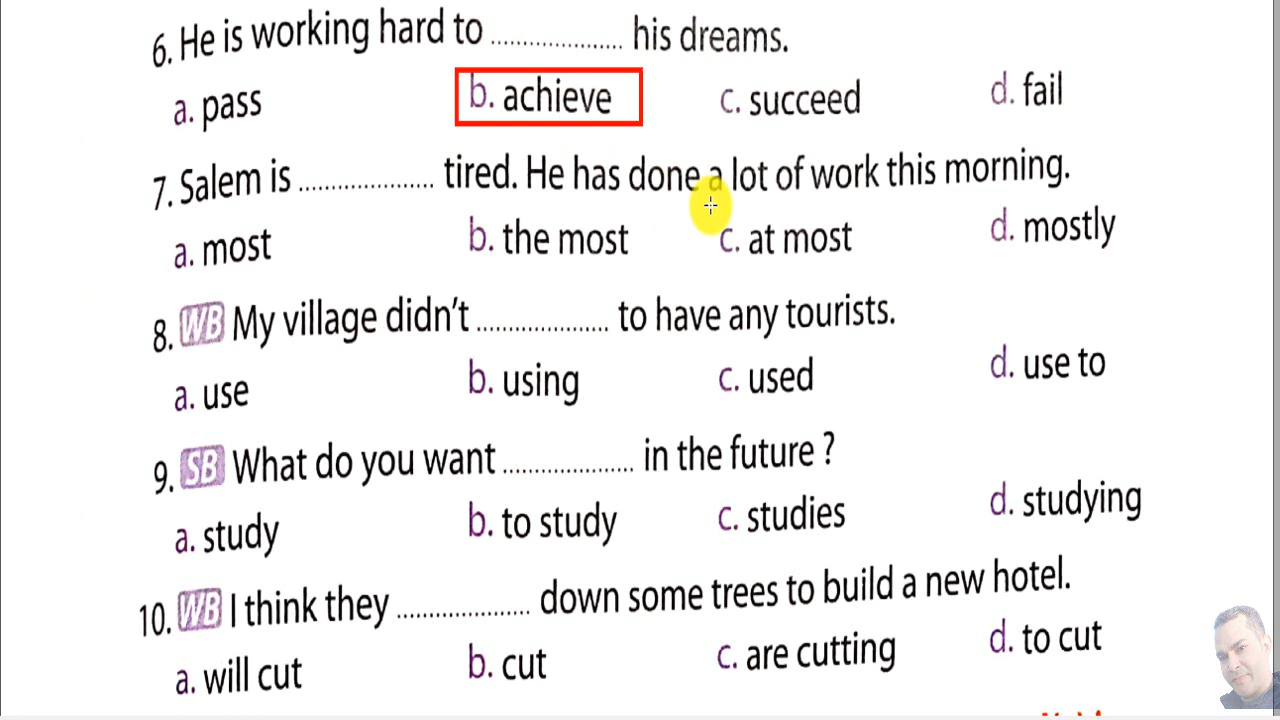 6. He is working hard to ..................... his dreams.
a. pass b. achieve c. succeed d. fail
7. Salem is ..................... tired. He has done a lot of work this morning.
a. most b. the most c. at most d. mostly
8. WB My village didn't ..................... to have any tourists.
a. use b. using c. used d. use to
9. SB What do you want ..................... in the future ?
a. study b. to study c. studies d. studying
10. WB I think they ..................... down some trees to build a new hotel.
a. will cut b. cut c. are cutting d. to cut